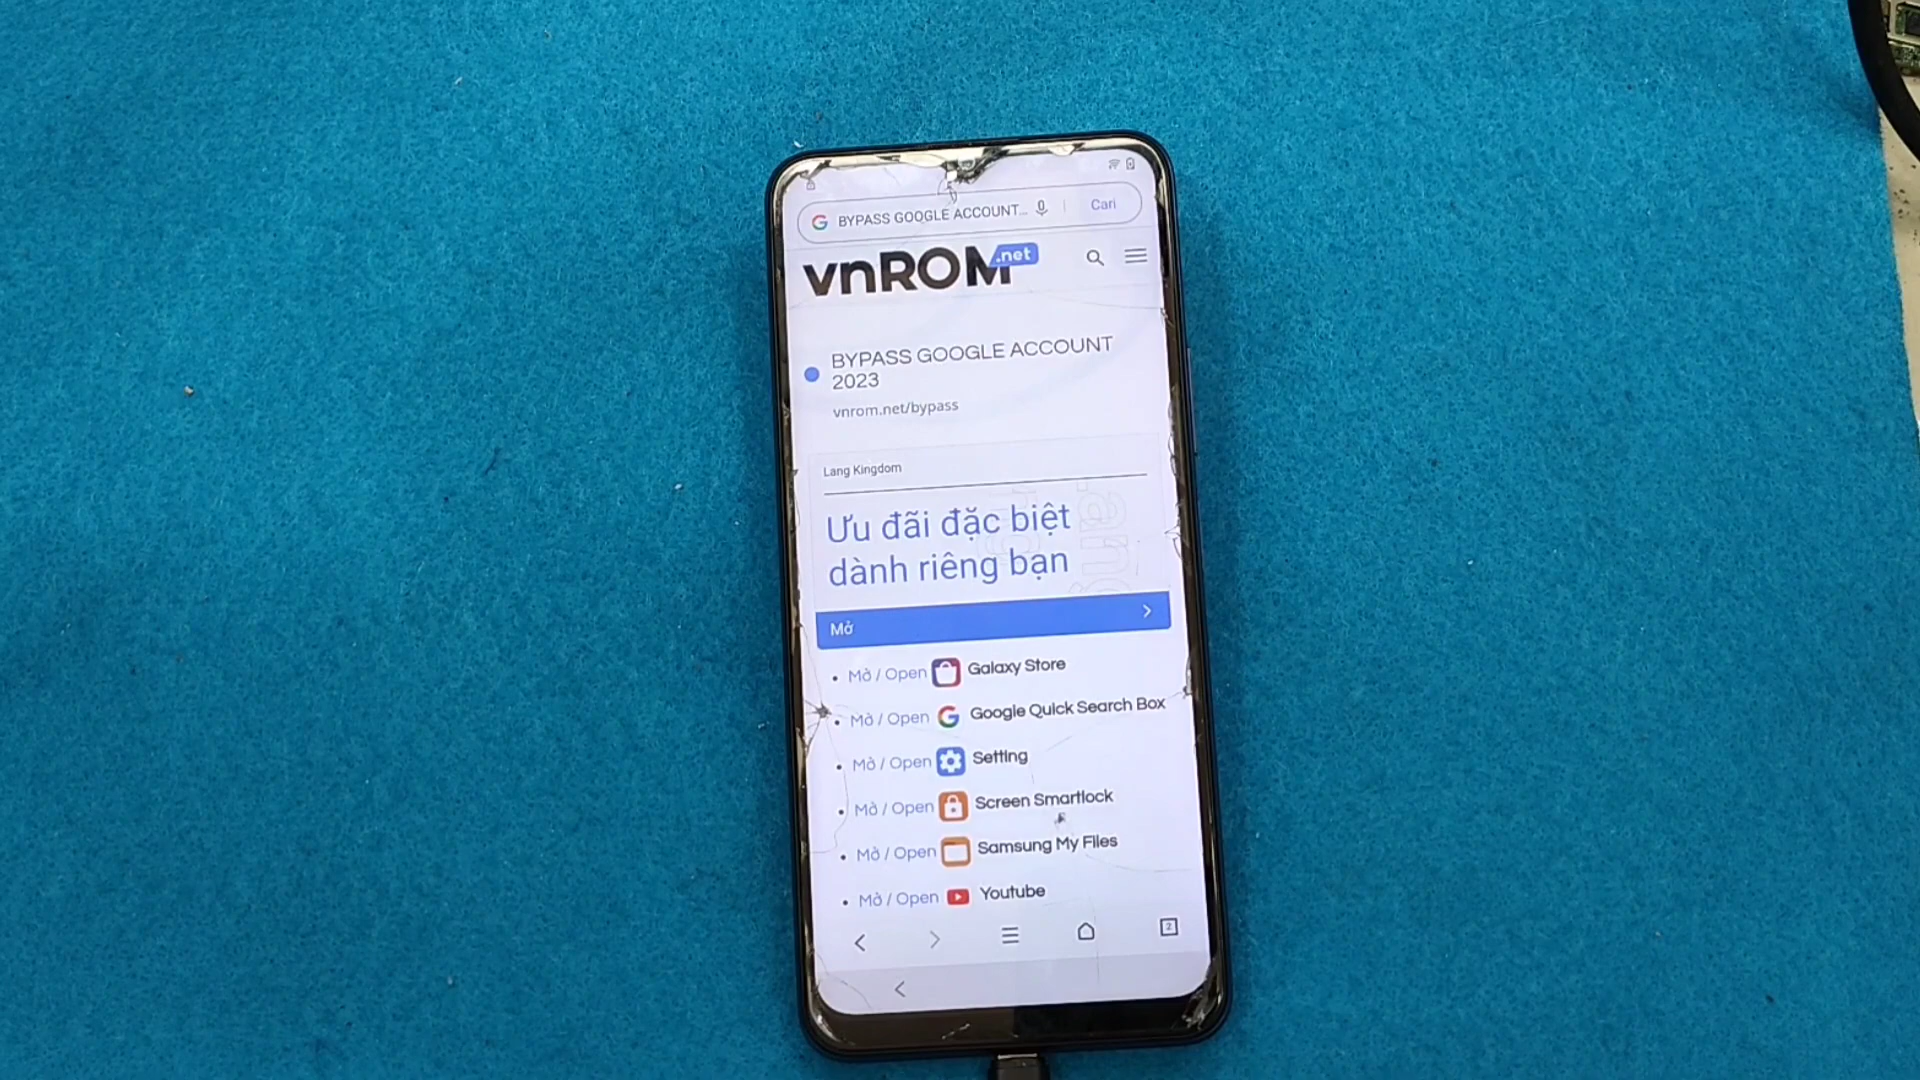 BYPASS GOOGLE ACCOUNT...
Cari
vnROM.net
BYPASS GOOGLE ACCOUNT
2023
vnrom.net/bypass
Lang Kingdom
Ưu đãi đặc biệt
dành riêng bạn
Mở
Mở / Open Galaxy Store
Mở / Open Google Quick Search Box
Mở / Open Setting
Mở / Open Screen Smartlock
Mở / Open Samsung My Files
Mở / Open Youtube
2